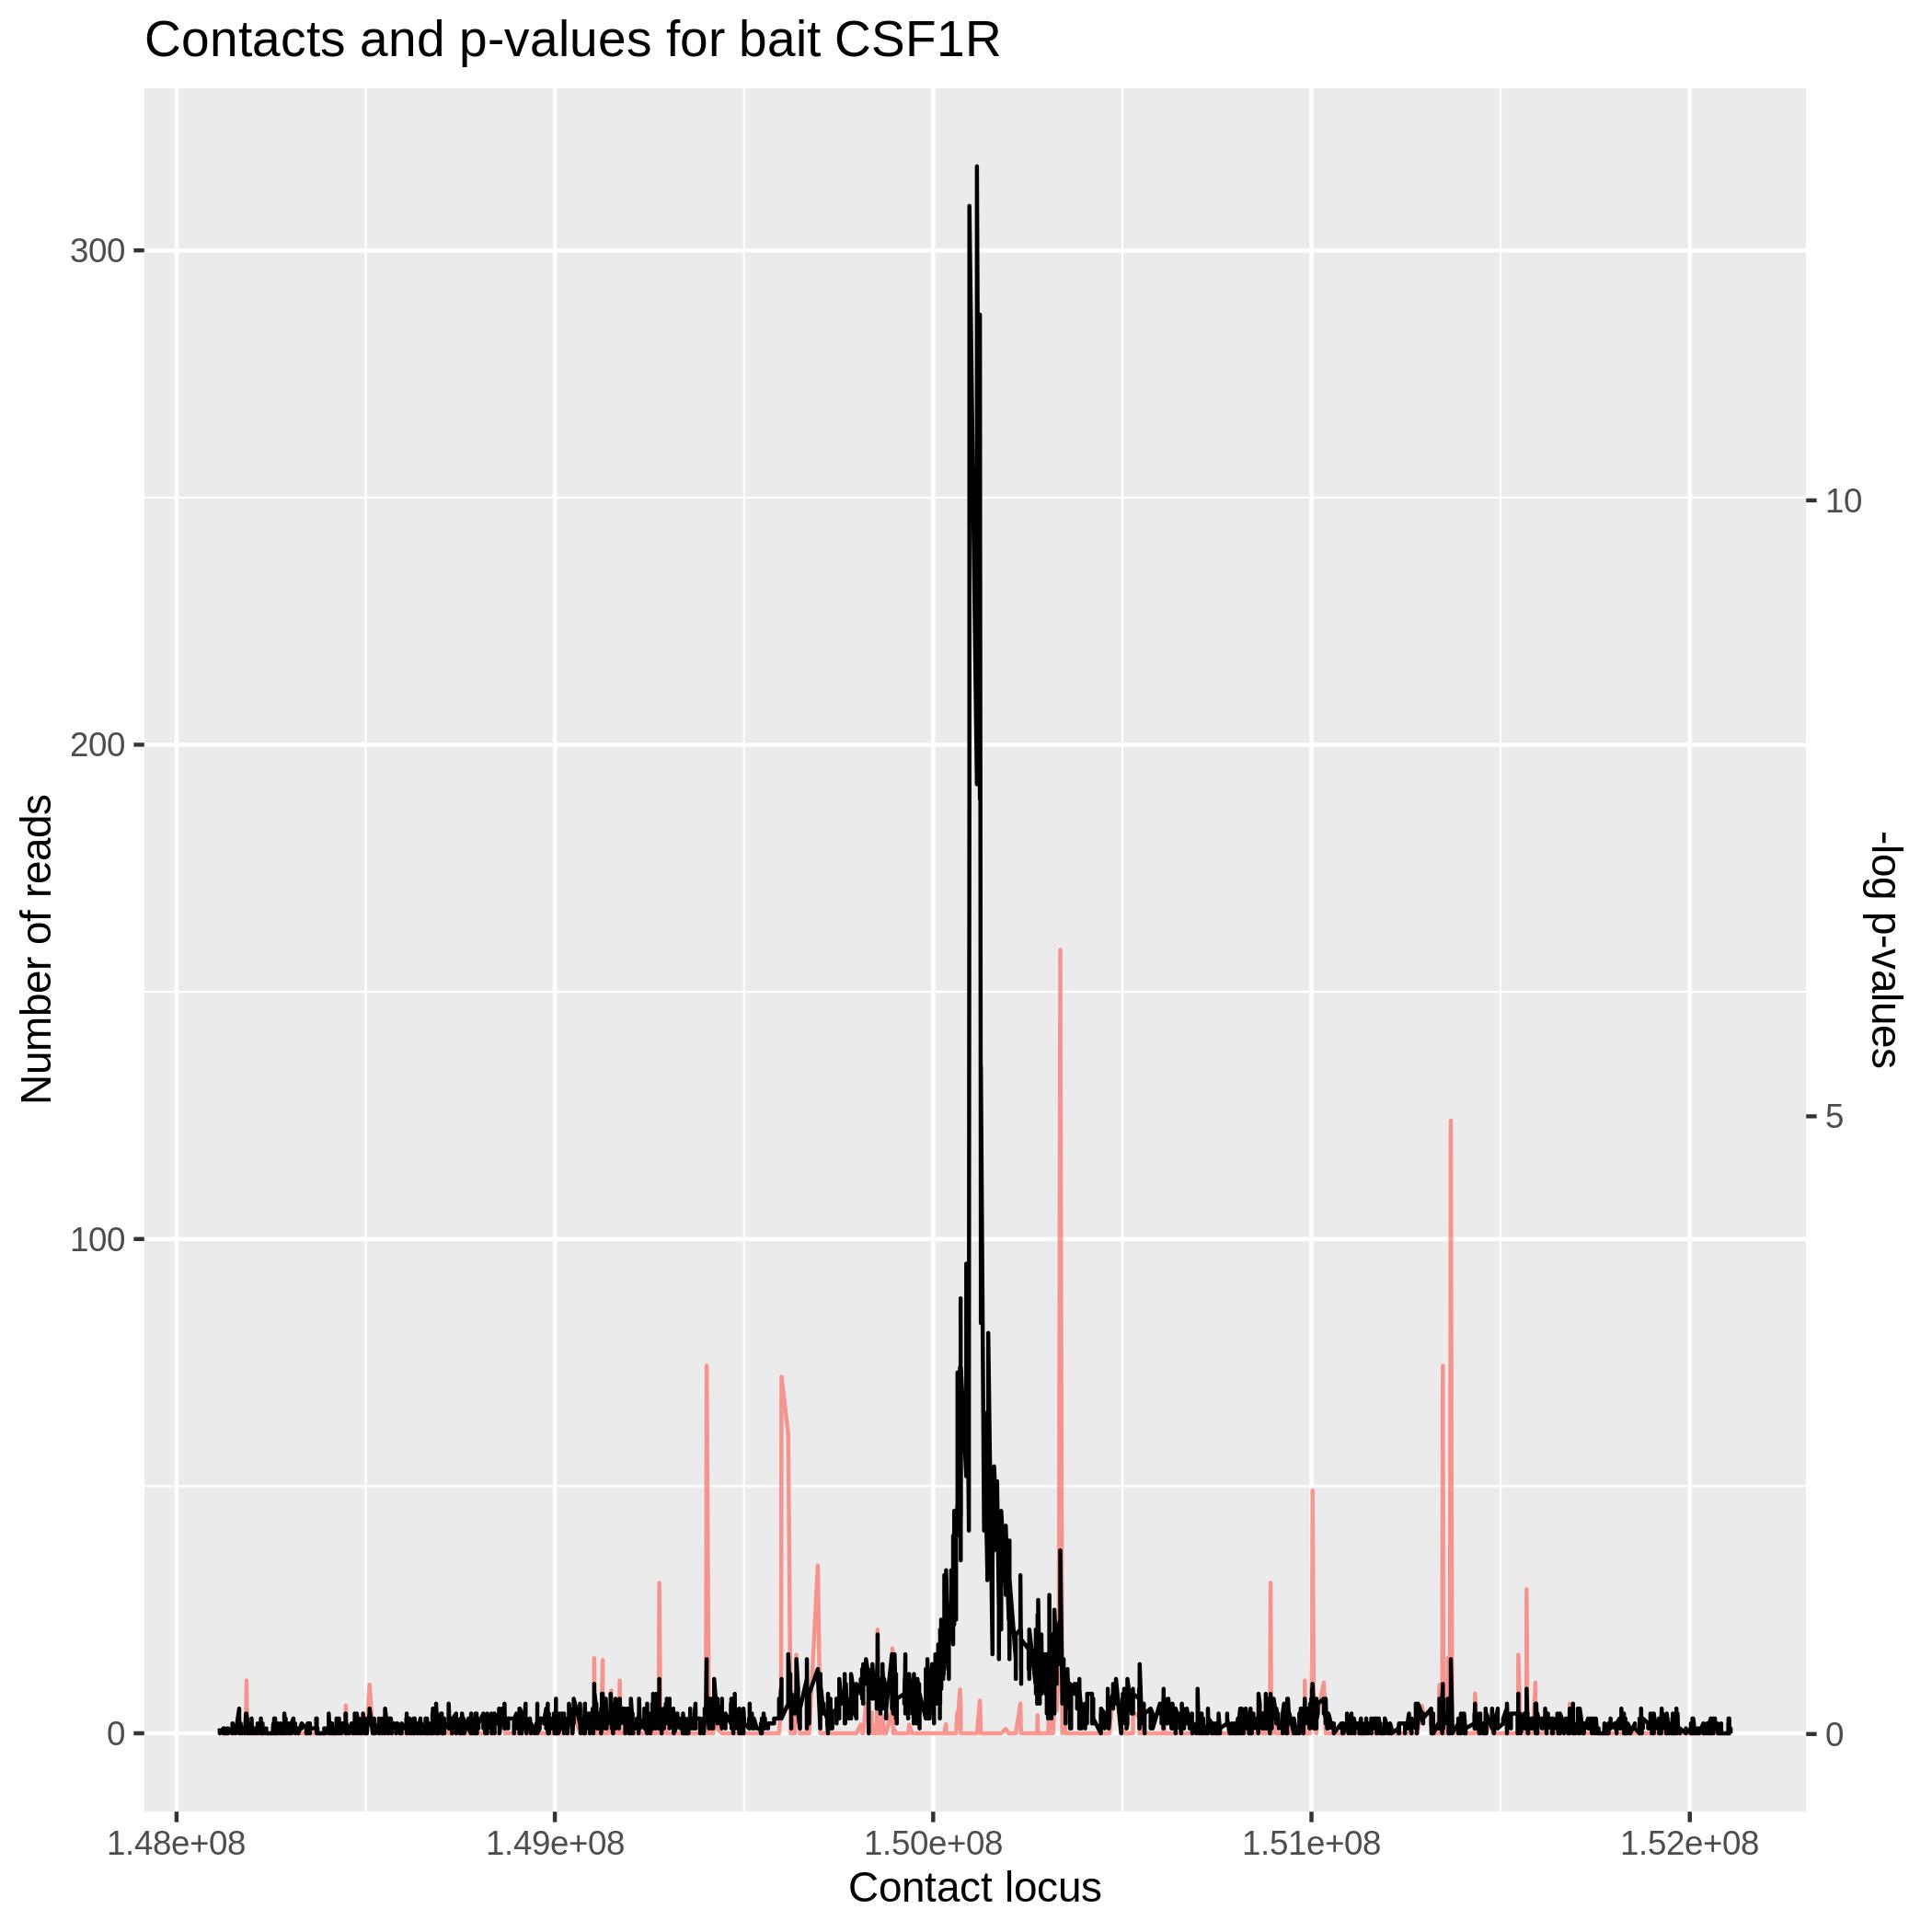 Contacts and p-values for bait CSF1R
300
200
100
0
Number of reads
10
5
0
-log p-values
1.48e+08
1.49e+08
1.50e+08
1.51e+08
1.52e+08
Contact locus